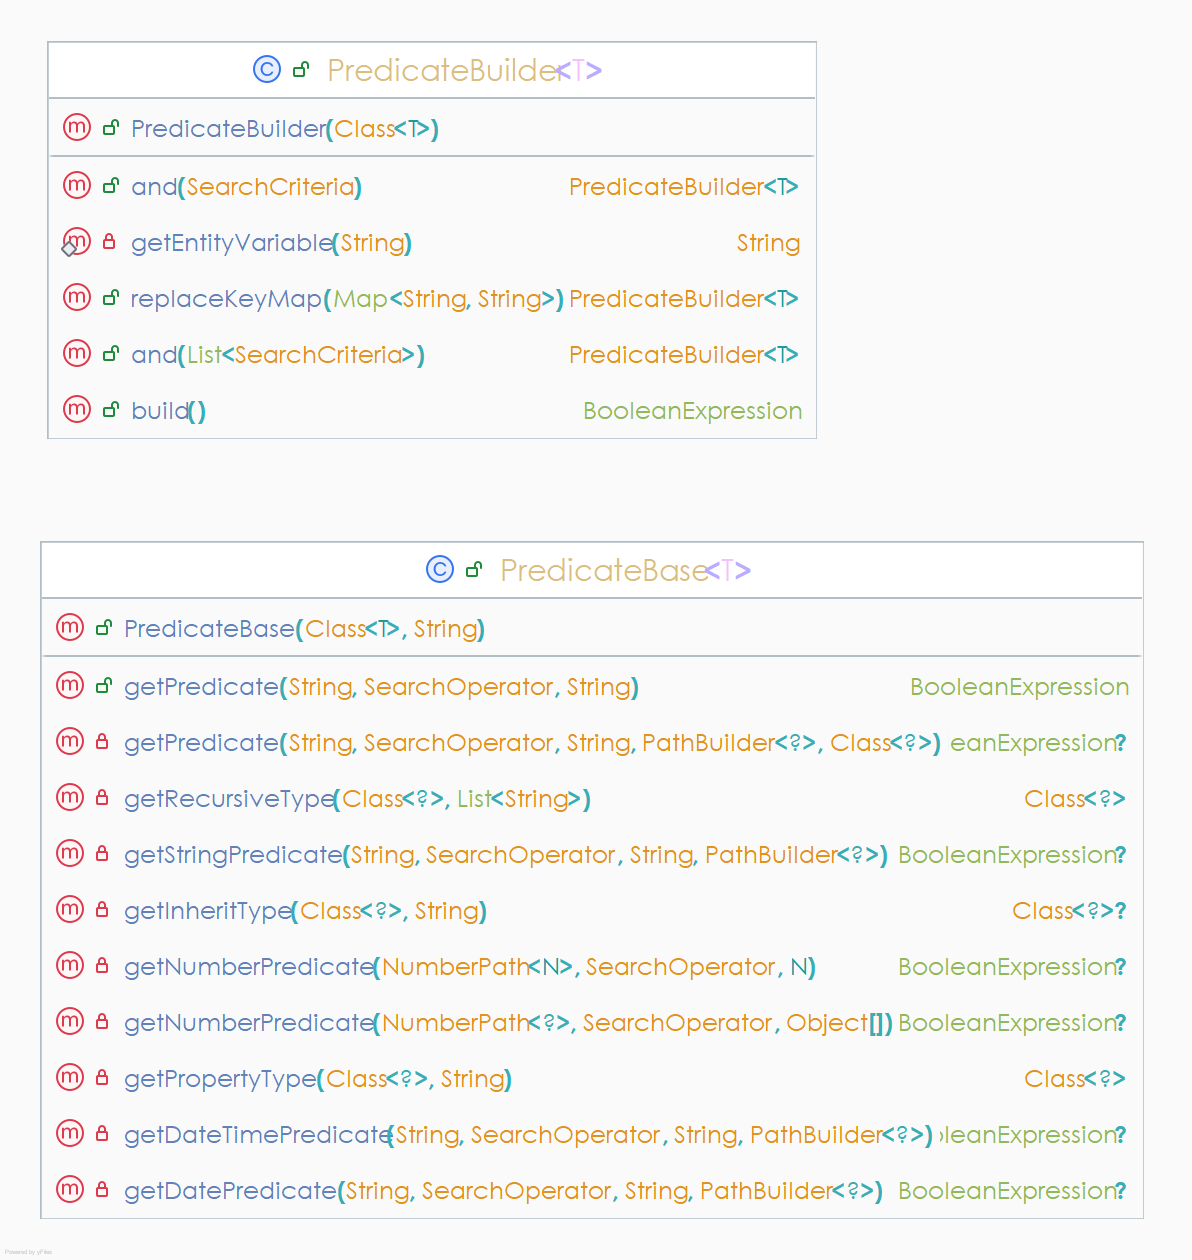 C PredicateBuilder<T>
m PredicateBuilder(Class<T>)
m and(SearchCriteria) PredicateBuilder<T>
m getEntityVariable(String) String
m replaceKeyMap(Map<String, String>) PredicateBuilder<T>
m and(List<SearchCriteria>) PredicateBuilder<T>
m build() BooleanExpression
C PredicateBase<T>
m PredicateBase(Class<T>, String)
m getPredicate(String, SearchOperator, String) BooleanExpression
m getPredicate(String, SearchOperator, String, PathBuilder<?>, Class<?>) eanExpression?
m getRecursiveType(Class<?>, List<String>) Class<?>
m getStringPredicate(String, SearchOperator, String, PathBuilder<?>) BooleanExpression?
m getInheritType(Class<?>, String) Class<?>?
m getNumberPredicate(NumberPath<N>, SearchOperator, N) BooleanExpression?
m getNumberPredicate(NumberPath<?>, SearchOperator, Object[]) BooleanExpression?
m getPropertyType(Class<?>, String) Class<?>
m getDateTimePredicate(String, SearchOperator, String, PathBuilder<?>) leanExpression?
m getDatePredicate(String, SearchOperator, String, PathBuilder<?>) BooleanExpression?
Powered by yFiles